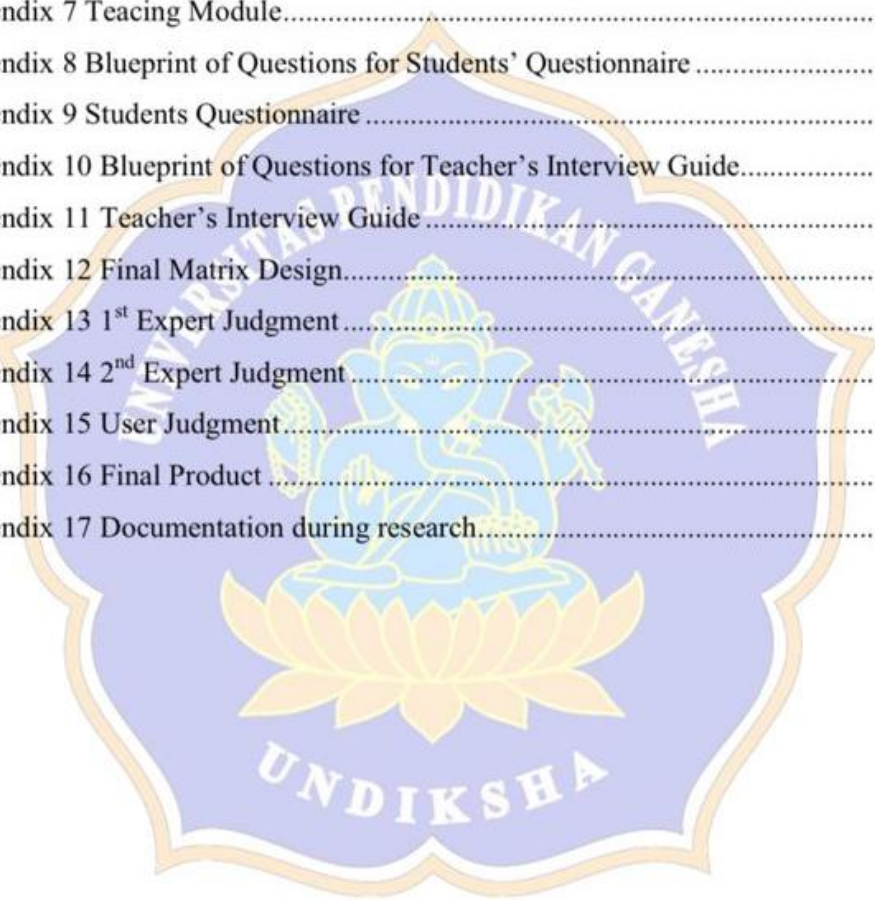 ndix 7 Teacing Module................................................................................
ndix 8 Blueprint of Questions for Students’ Questionnaire ........................
ndix 9 Students Questionnaire .....................................................................
ndix 10 Blueprint of Questions for Teacher’s Interview Guide...................
ndix 11 Teacher’s Interview Guide ............................................................
ndix 12 Final Matrix Design........................................................................
ndix 13 1st Expert Judgment ........................................................................
ndix 14 2nd Expert Judgment .......................................................................
ndix 15 User Judgment................................................................................
ndix 16 Final Product ..................................................................................
ndix 17 Documentation during research.....................................................
UNIVERSITAS PENDIDIKAN GANESHA
UNDIKSHA